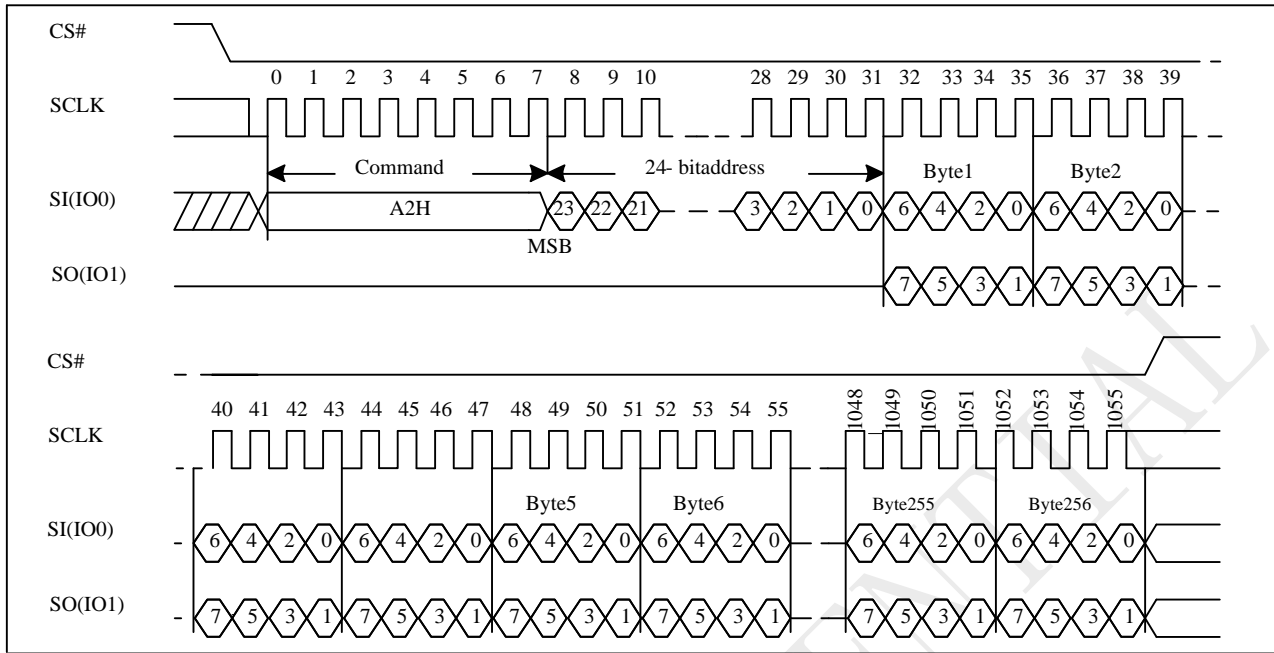 CS#
0 1 2 3 4 5 6 7 8 9 10 28 29 30 31 32 33 34 35 36 37 38 39
SCLK
Command 24- bitaddress Byte1 Byte2
SI(IO0) A2H 23 22 21 3 2 1 0 6 4 2 0 6 4 2 0
MSB
SO(IO1) 7 5 3 1 7 5 3 1
CS#
40 41 42 43 44 45 46 47 48 49 50 51 52 53 54 55 1048 1049 1050 1051 1052 1053 1054 1055
SCLK
Byte5 Byte6 Byte255 Byte256
SI(IO0) 6 4 2 0 6 4 2 0 6 4 2 0 6 4 2 0 6 4 2 0 6 4 2 0
SO(IO1) 7 5 3 1 7 5 3 1 7 5 3 1 7 5 3 1 7 5 3 1 7 5 3 1
ENTIAL